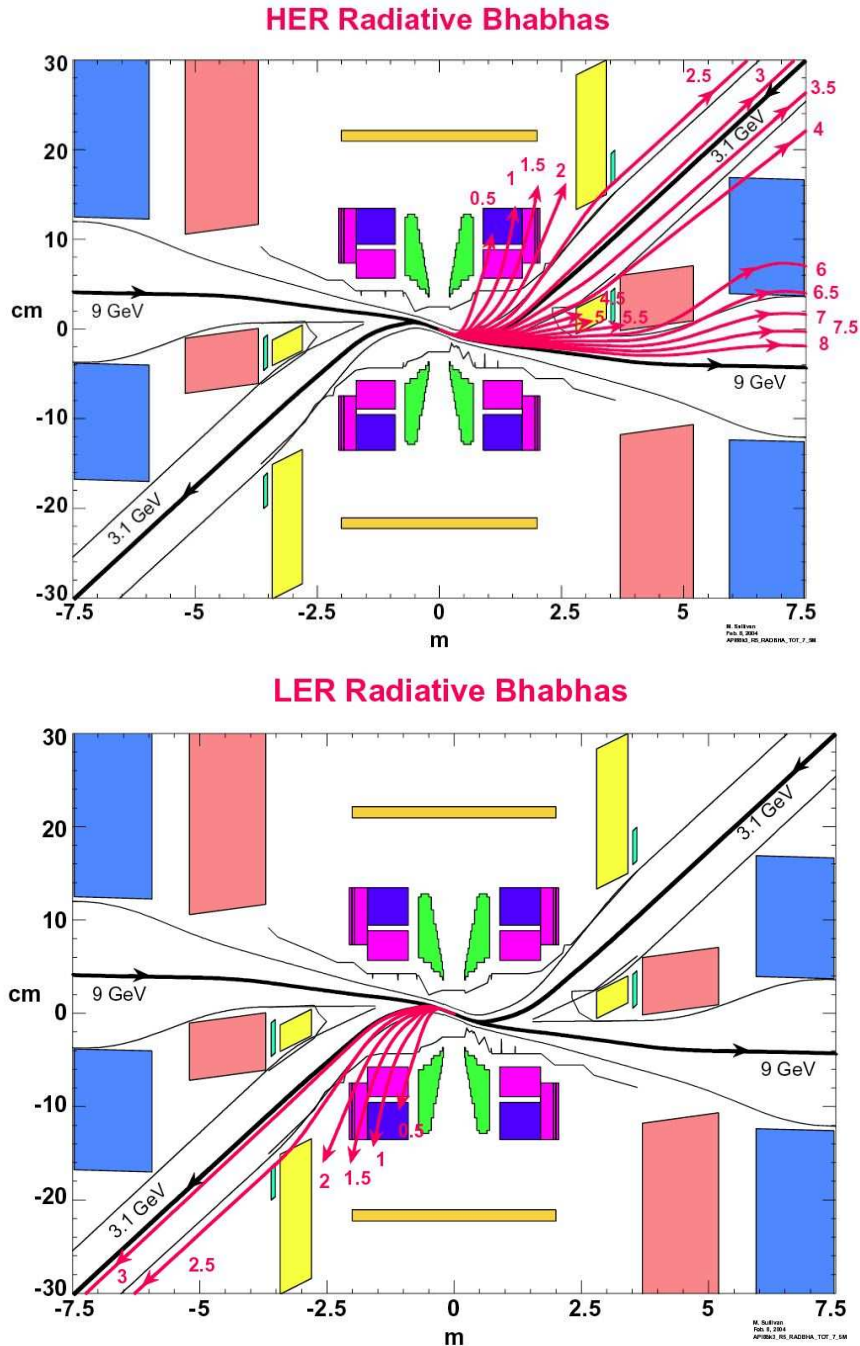 HER Radiative Bhabhas
30
20
10
0
-10
-20
-30
cm
-7.5
-5
-2.5
0
2.5
5
7.5
m
9 GeV
3.1 GeV
0.5
1
1.5
2
2.5
3
3.5
4
3.1 GeV
4.5
5
5.5
6
6.5
7
7.5
8
9 GeV
M. Sullivan
Feb. 8, 2004
API88k3_R5_RADBHA_TOT_7_5M
LER Radiative Bhabhas
30
20
10
0
-10
-20
-30
cm
-7.5
-5
-2.5
0
2.5
5
7.5
m
9 GeV
3.1 GeV
3.1 GeV
9 GeV
0.5
1
1.5
2
2.5
3
M. Sullivan
Feb. 8, 2004
API88k3_R5_RADBHA_TOT_7_5M